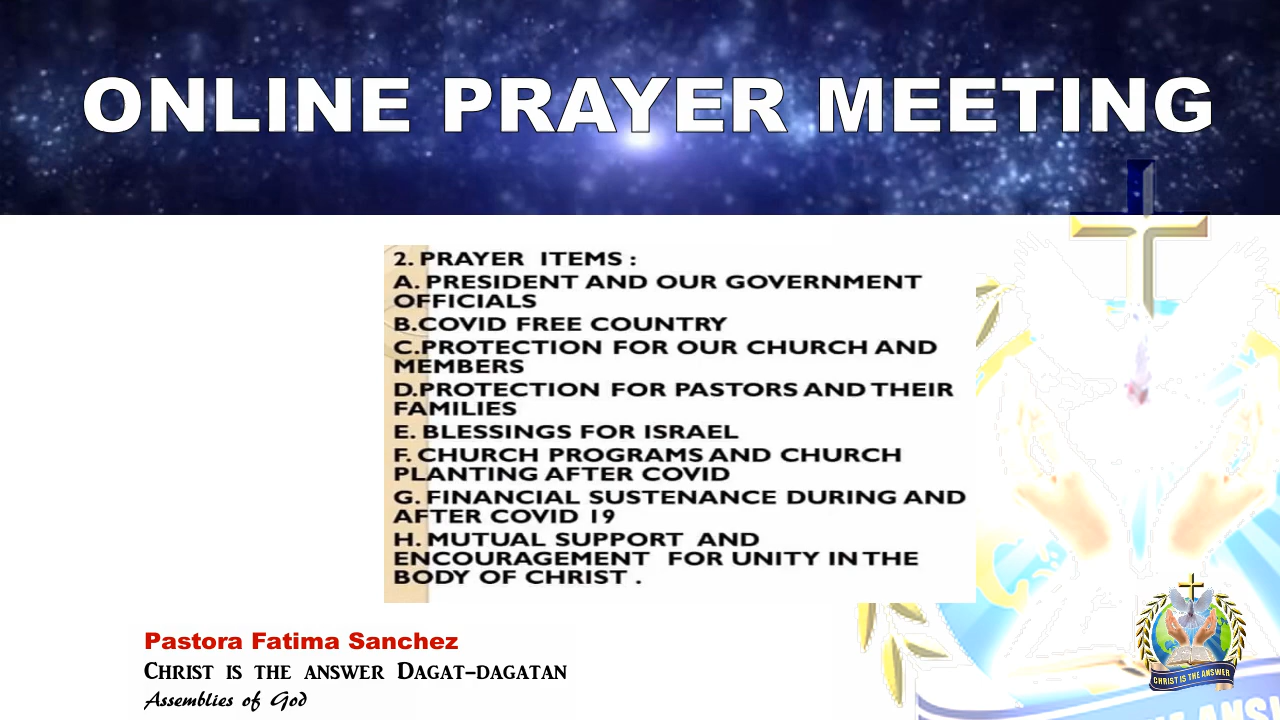 ONLINE PRAYER MEETING
2. PRAYER ITEMS :
A. PRESIDENT AND OUR GOVERNMENT
OFFICIALS
B.COVID FREE COUNTRY
C.PROTECTION FOR OUR CHURCH AND
MEMBERS
D.PROTECTION FOR PASTORS AND THEIR
FAMILIES
E. BLESSINGS FOR ISRAEL
F. CHURCH PROGRAMS AND CHURCH
PLANTING AFTER COVID
G. FINANCIAL SUSTENANCE DURING AND
AFTER COVID 19
H. MUTUAL SUPPORT AND
ENCOURAGEMENT FOR UNITY IN THE
BODY OF CHRIST .
Pastora Fatima Sanchez
CHRIST IS THE ANSWER DAGAT-DAGATAN
Assemblies of God
CHRIST IS THE ANSWER